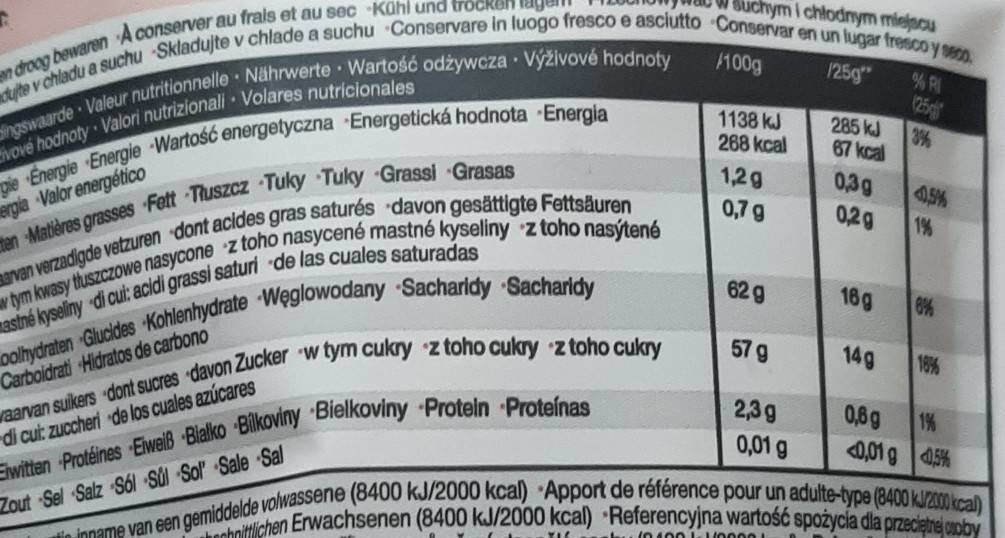 droog bewaren •À conserver au frais et au sec •Kühl und trocken lagern w suchym i chłodnym miejscu
v chladu a suchu •Skladujte v chlade a suchu •Conservare in luogo fresco e asciutto •Conservar en un lugar fresco y seco.
Valeur nutritionnelle • Nährwerte • Wartość odżywcza • Výživové hodnoty /100g /25g** % RI
hodnoty • Valori nutrizionali • Volares nutricionales (25g)*
•Énergie •Energie •Wartość energetyczna •Energetická hodnota •Energia 1138 kJ 285 kJ 3%
•Valor energético 268 kcal 67 kcal
•Matières grasses •Fett •Tłuszcz •Tuky •Tuky •Grassi •Grasas 1,2 g 0,3 g <0,5%
verzadigde vetzuren •dont acides gras saturés •davon gesättigte Fettsäuren 0,7 g 0,2 g 1%
w tym kwasy tłuszczowe nasycone •z toho nasycené mastné kyseliny •z toho nasýtené
kyseliny •di cui: acidi grassi saturi •de las cuales saturadas
•Glucides •Kohlenhydrate •Węglowodany •Sacharidy •Sacharidy 62 g 16 g 6%
Carboidrati •Hidratos de carbono
suikers •dont sucres •davon Zucker •w tym cukry •z toho cukry •z toho cukry 57 g 14 g 16%
di cui: zuccheri •de los cuales azúcares
Eiwitten •Protéines •Eiweiß •Białko •Bílkoviny •Bielkoviny •Protein •Proteínas 2,3 g 0,6 g 1%
Zout •Sel •Salz •Sól •Sůl •Soľ •Sale •Sal 0,01 g <0,01 g <0,5%
van een gemiddelde volwassene (8400 kJ/2000 kcal) •Apport de référence pour un adulte-type (8400 kJ/2000 kcal)
Erwachsenen (8400 kJ/2000 kcal) •Referencyjna wartość spożycia dla przeciętnej osoby